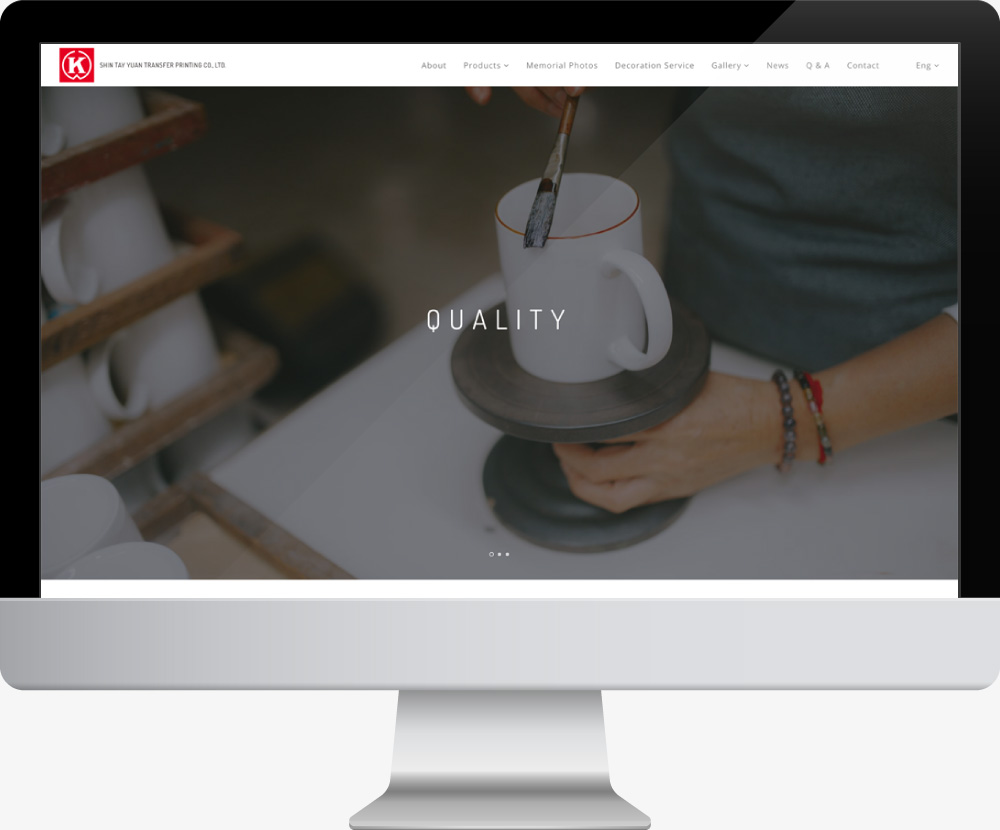 K
SHIN TAY YUAN TRANSFER PRINTING CO., LTD.
About Products Memorial Photos Decoration Service Gallery News Q & A Contact Eng
QUALITY